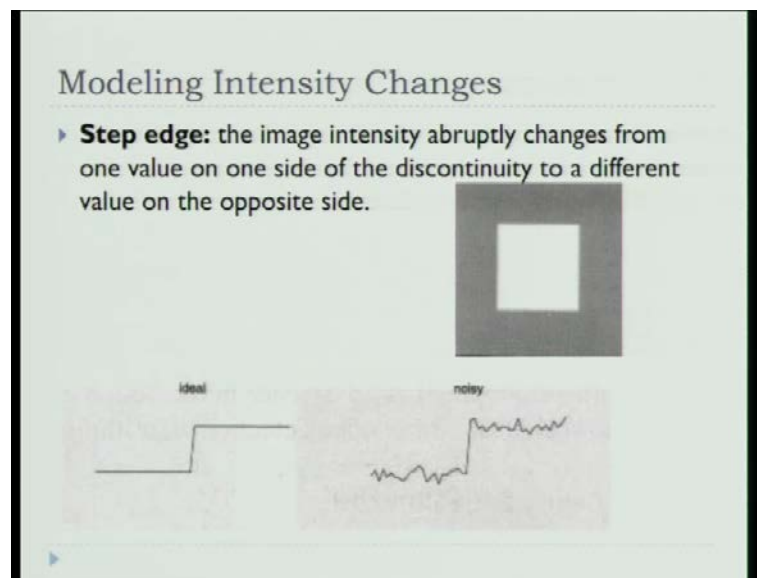 Modeling Intensity Changes
Step edge: the image intensity abruptly changes from
one value on one side of the discontinuity to a different
value on the opposite side.
ideal
noisy